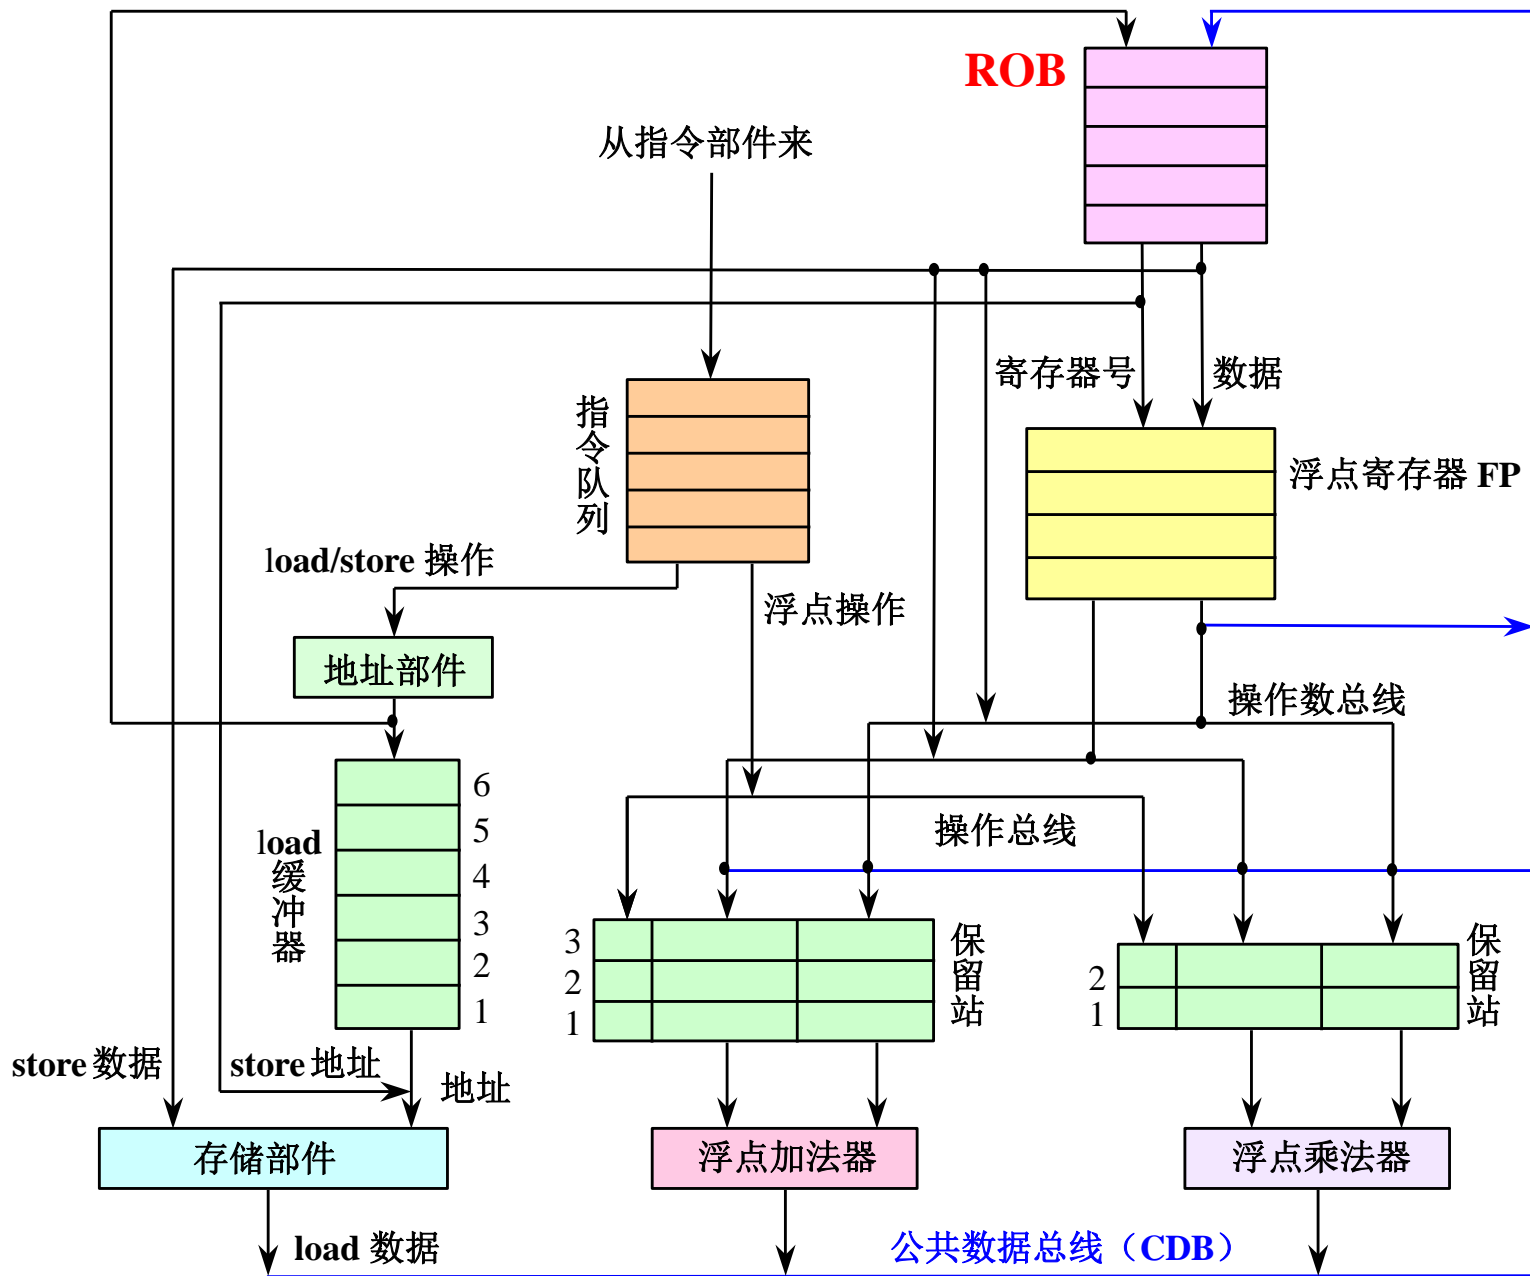 ROB
从指令部件来
寄存器号
数据
指令队列
浮点寄存器 FP
load/store 操作
浮点操作
地址部件
操作数总线
6
5
4
3
2
1
load
缓冲器
操作总线
3
2
1
保留站
2
1
保留站
store 数据
store 地址
地址
存储部件
浮点加法器
浮点乘法器
load 数据
公共数据总线（CDB）